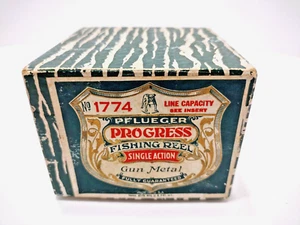 No 1774 LINE CAPACITY
SEE INSERT
PFLUEGER
PROGRESS
FISHING REEL
SINGLE ACTION
Gun Metal
FULLY GUARANTEED